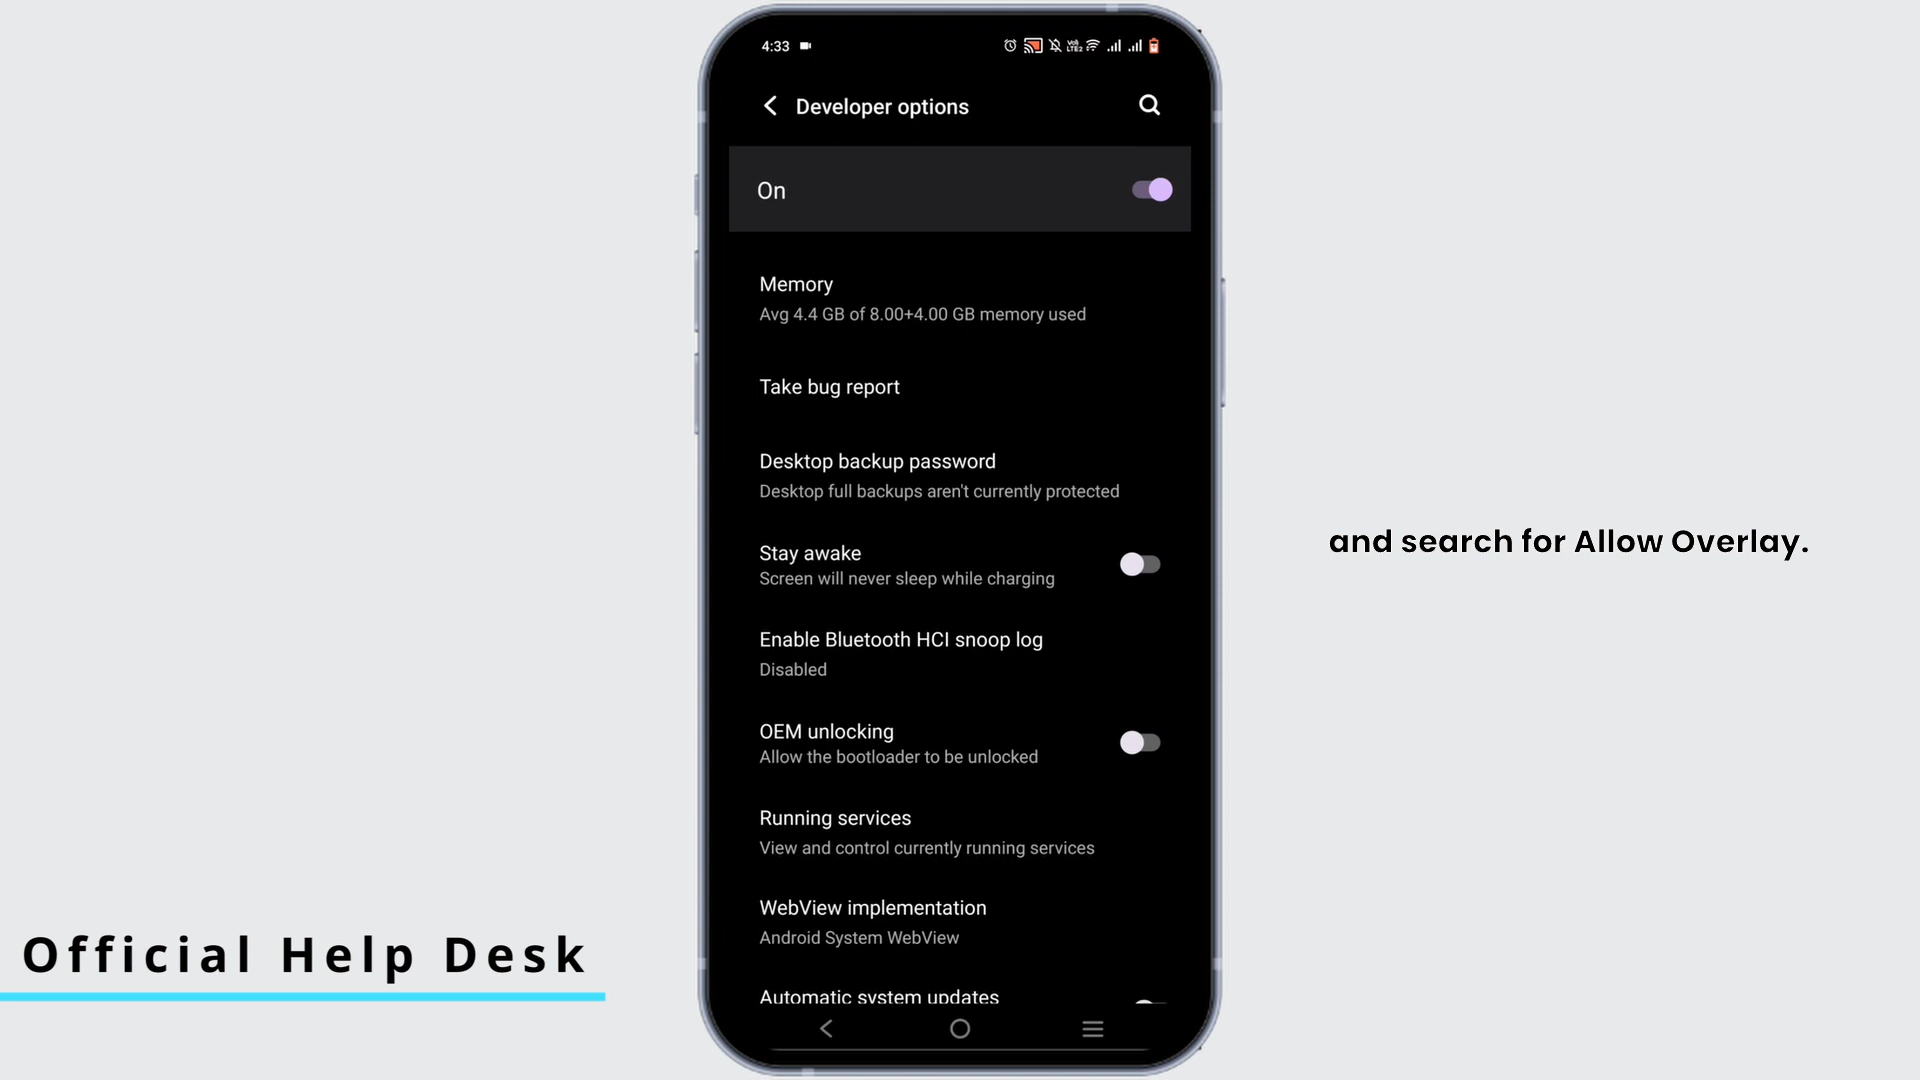 4:33
Developer options
On
Memory
Avg 4.4 GB of 8.00+4.00 GB memory used
Take bug report
Desktop backup password
Desktop full backups aren't currently protected
Stay awake
Screen will never sleep while charging
Enable Bluetooth HCI snoop log
Disabled
OEM unlocking
Allow the bootloader to be unlocked
Running services
View and control currently running services
WebView implementation
Android System WebView
Automatic system updates
and search for Allow Overlay.
Official Help Desk